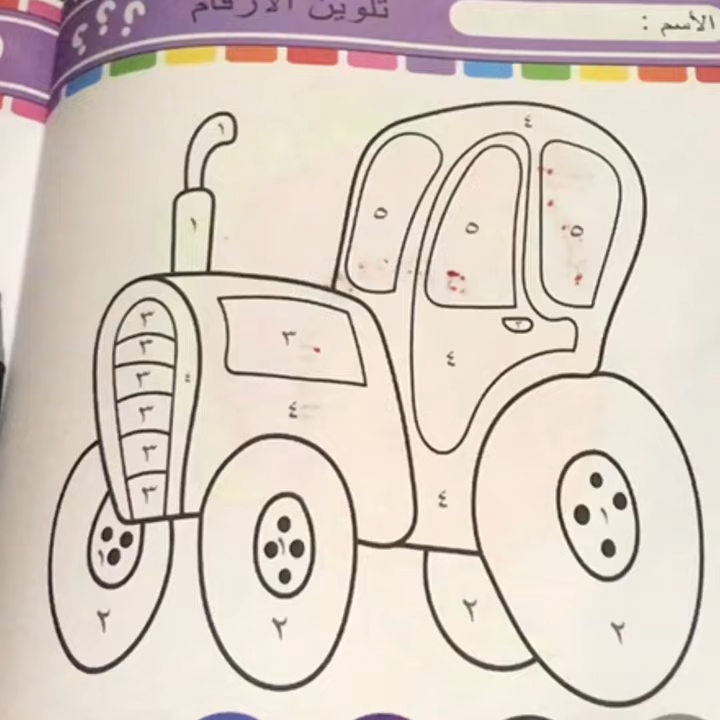 تلوين الأرقام
الأسم :
٤
١
٥ ٥ ٥
١
٣
٣
٣
٣
٤
٤
٣
٤
٣
٣
٤
١ ١ ١
٢ ٢ ٢ ٢